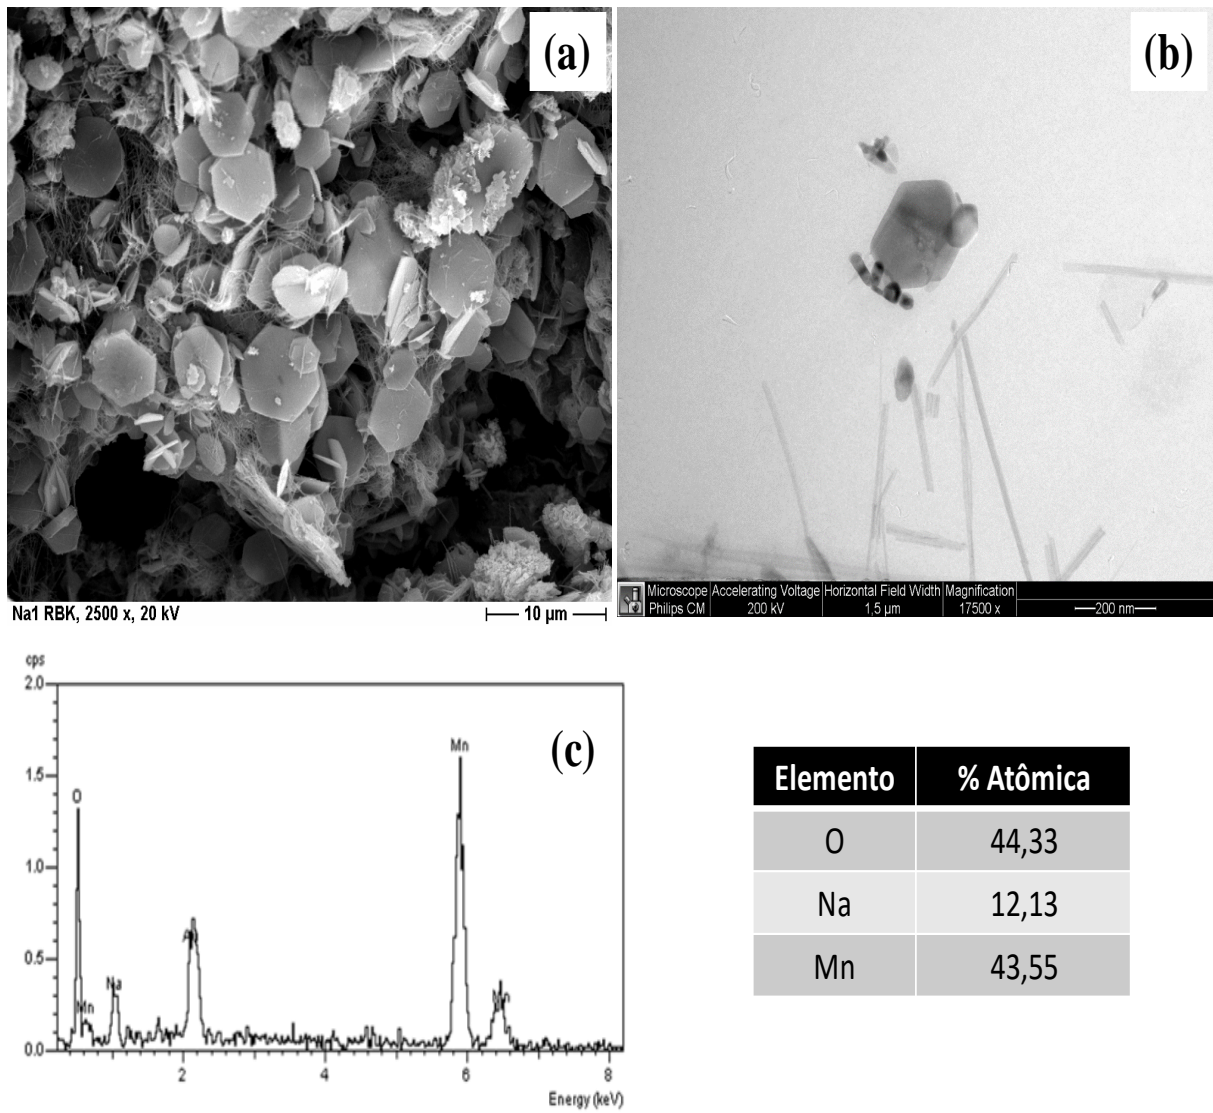 (a)
(b)
Na1 RBK, 2500 x, 20 kV
10 µm
Microscope Accelerating Voltage Horizontal Field Width Magnification
Philips CM 200 kV 1,5 µm 17500 x 200 nm
cps
2.0
(c)
Mn
O
1.5
1.0
0.5
Mn
Na
Mn
0.0
2 4 6 8
Energy (keV)
Elemento % Atômica
O 44,33
Na 12,13
Mn 43,55